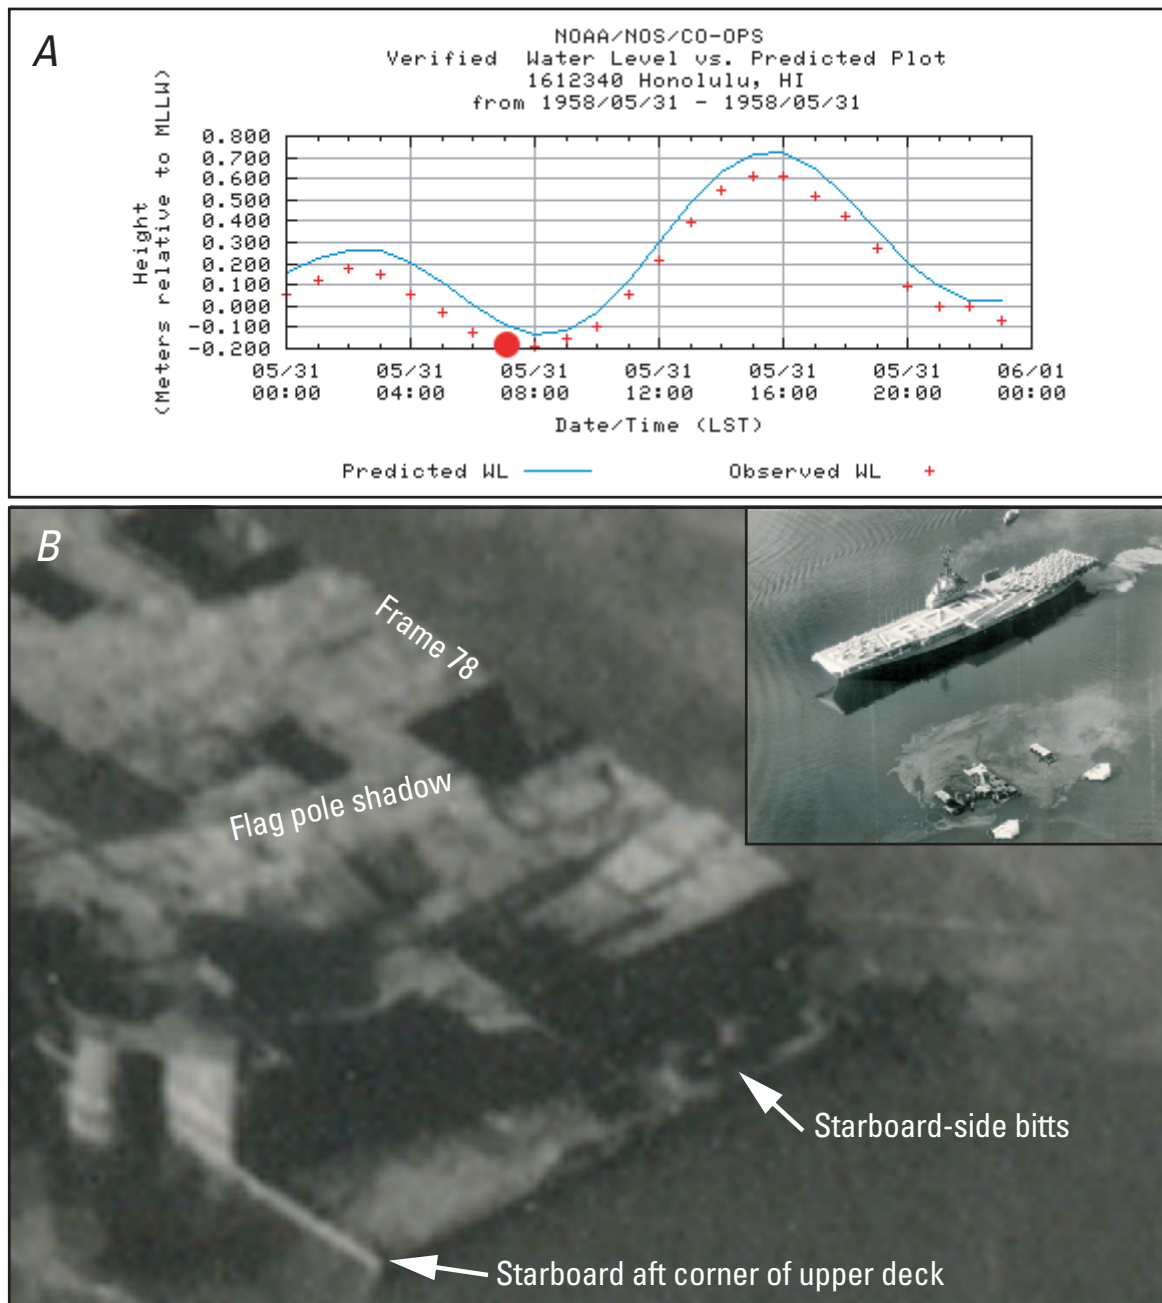 A
NOAA/NOS/CO-OPS
Verified Water Level vs. Predicted Plot
1612340 Honolulu, HI
from 1958/05/31 - 1958/05/31
Height
(Meters relative to MLLW)
0.800
0.700
0.600
0.500
0.400
0.300
0.200
0.100
0.000
-0.100
-0.200
05/31 05/31 05/31 05/31 05/31 05/31 06/01
00:00 04:00 08:00 12:00 16:00 20:00 00:00
Date/Time (LST)
Predicted WL Observed WL
B
Frame 78
Flag pole shadow
Starboard-side bitts
Starboard aft corner of upper deck